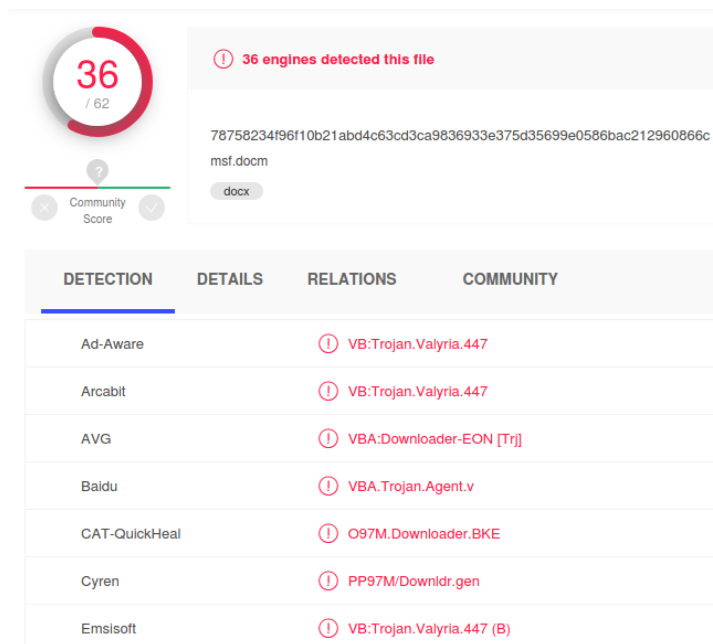 36
/ 62
?
Community
Score
36 engines detected this file
78758234f96f10b21abd4c63cd3ca9836933e375d35699e0586bac212960866c
msf.docm
docx
DETECTION DETAILS RELATIONS COMMUNITY
Ad-Aware VB:Trojan.Valyria.447
Arcabit VB:Trojan.Valyria.447
AVG VBA:Downloader-EON [Trj]
Baidu VBA.Trojan.Agent.v
CAT-QuickHeal O97M.Downloader.BKE
Cyren PP97M/Downldr.gen
Emsisoft VB:Trojan.Valyria.447 (B)